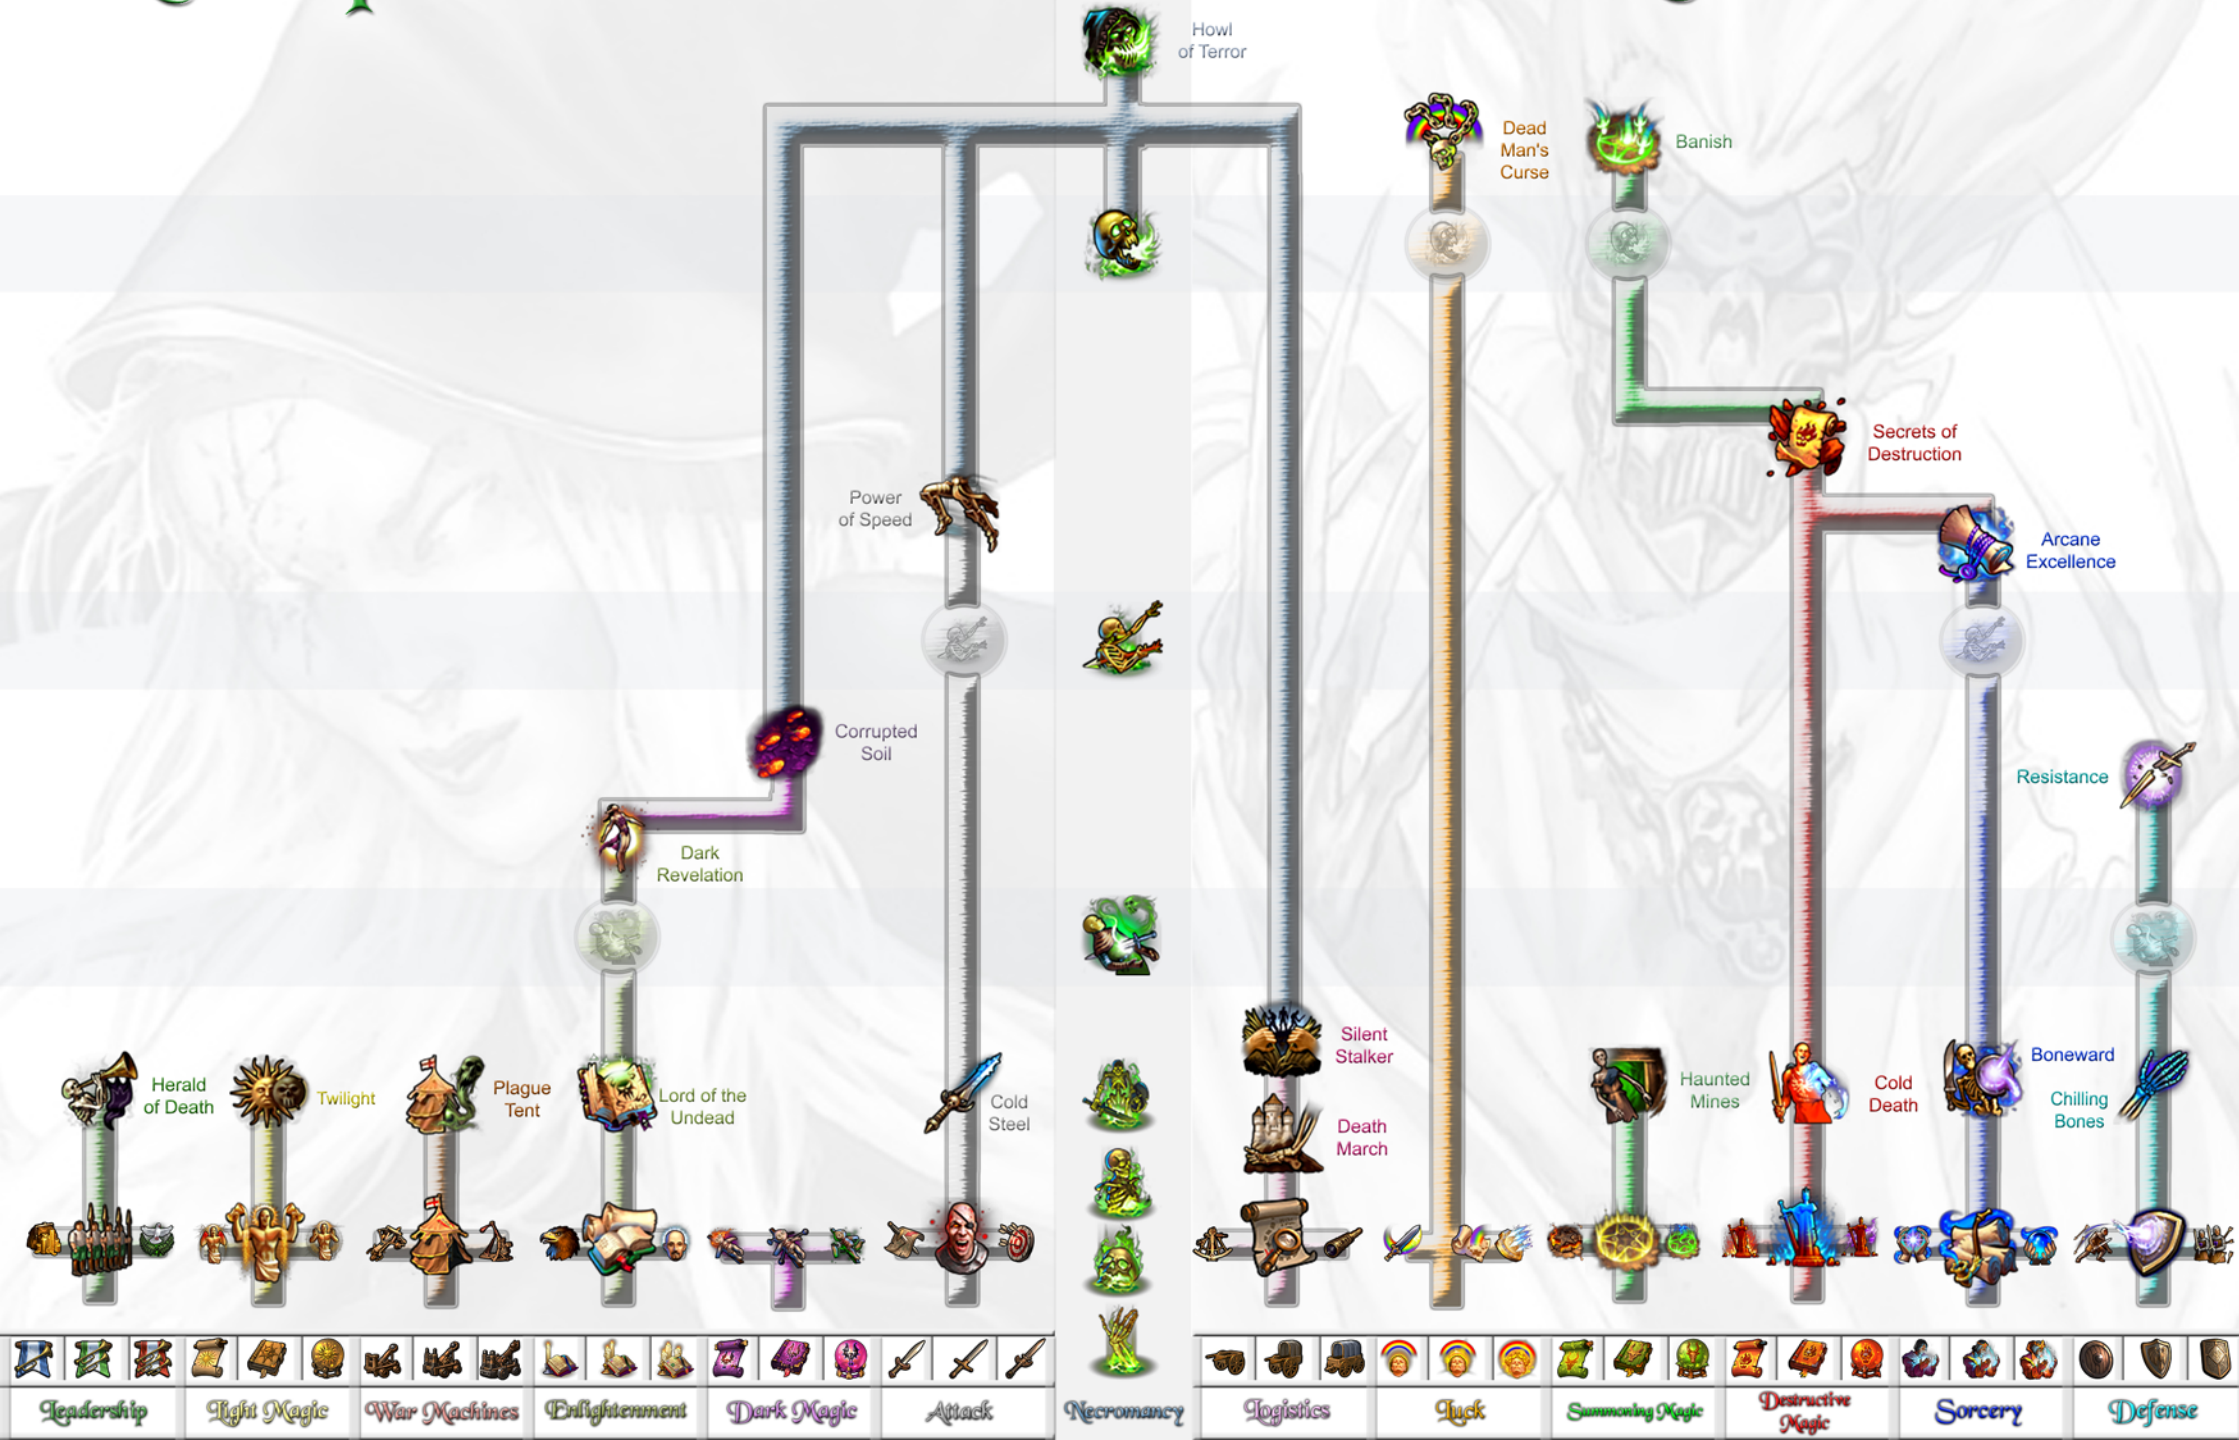 Howl
of Terror
Dead
Man's
Curse
Banish
Secrets of
Destruction
Power
of Speed
Arcane
Excellence
Corrupted
Soil
Resistance
Dark
Revelation
Silent
Stalker
Herald
of Death
Twilight
Plague
Tent
Lord of the
Undead
Cold
Steel
Death
March
Haunted
Mines
Cold
Death
Boneward
Chilling
Bones
Leadership
Light Magic
War Machines
Enlightenment
Dark Magic
Attack
Necromancy
Logistics
Luck
Summoning Magic
Destructive
Magic
Sorcery
Defense